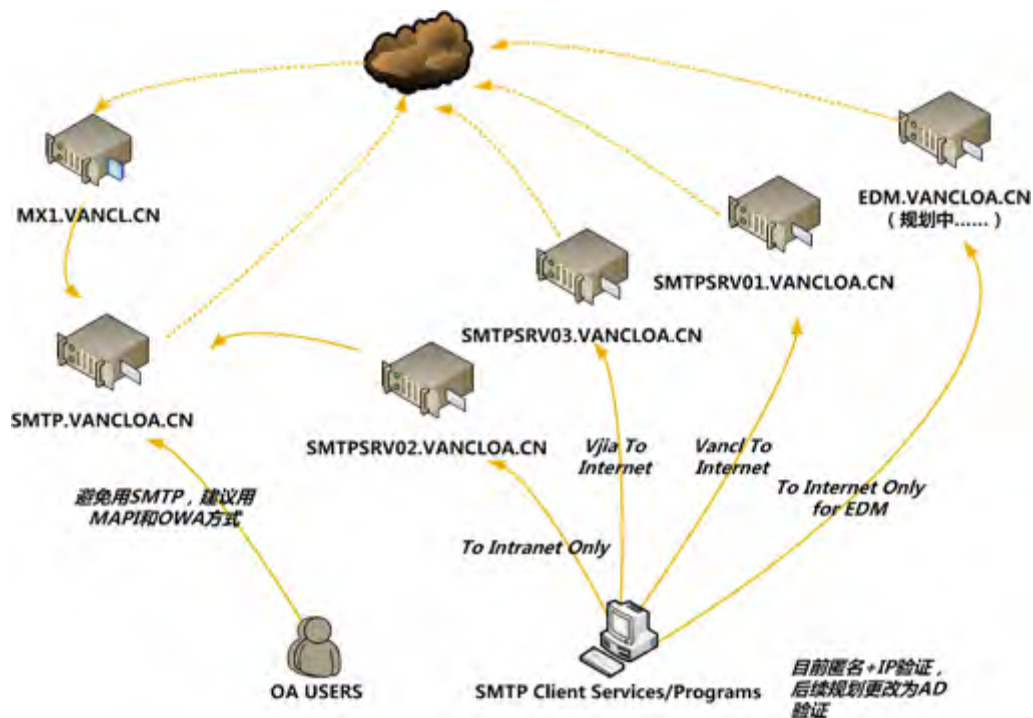 MX1.VANCL.CN
EDM.VANCLOA.CN
（规划中......）
SMTPSRV01.VANCLOA.CN
SMTPSRV03.VANCLOA.CN
SMTP.VANCLOA.CN
SMTPSRV02.VANCLOA.CN
Vjia To
Internet
Vancl To
Internet
To Internet Only
for EDM
避免用SMTP，建议用
MAPI和OWA方式
To Intranet Only
OA USERS
SMTP Client Services/Programs
目前匿名+IP验证，
后续规划更改为AD
验证